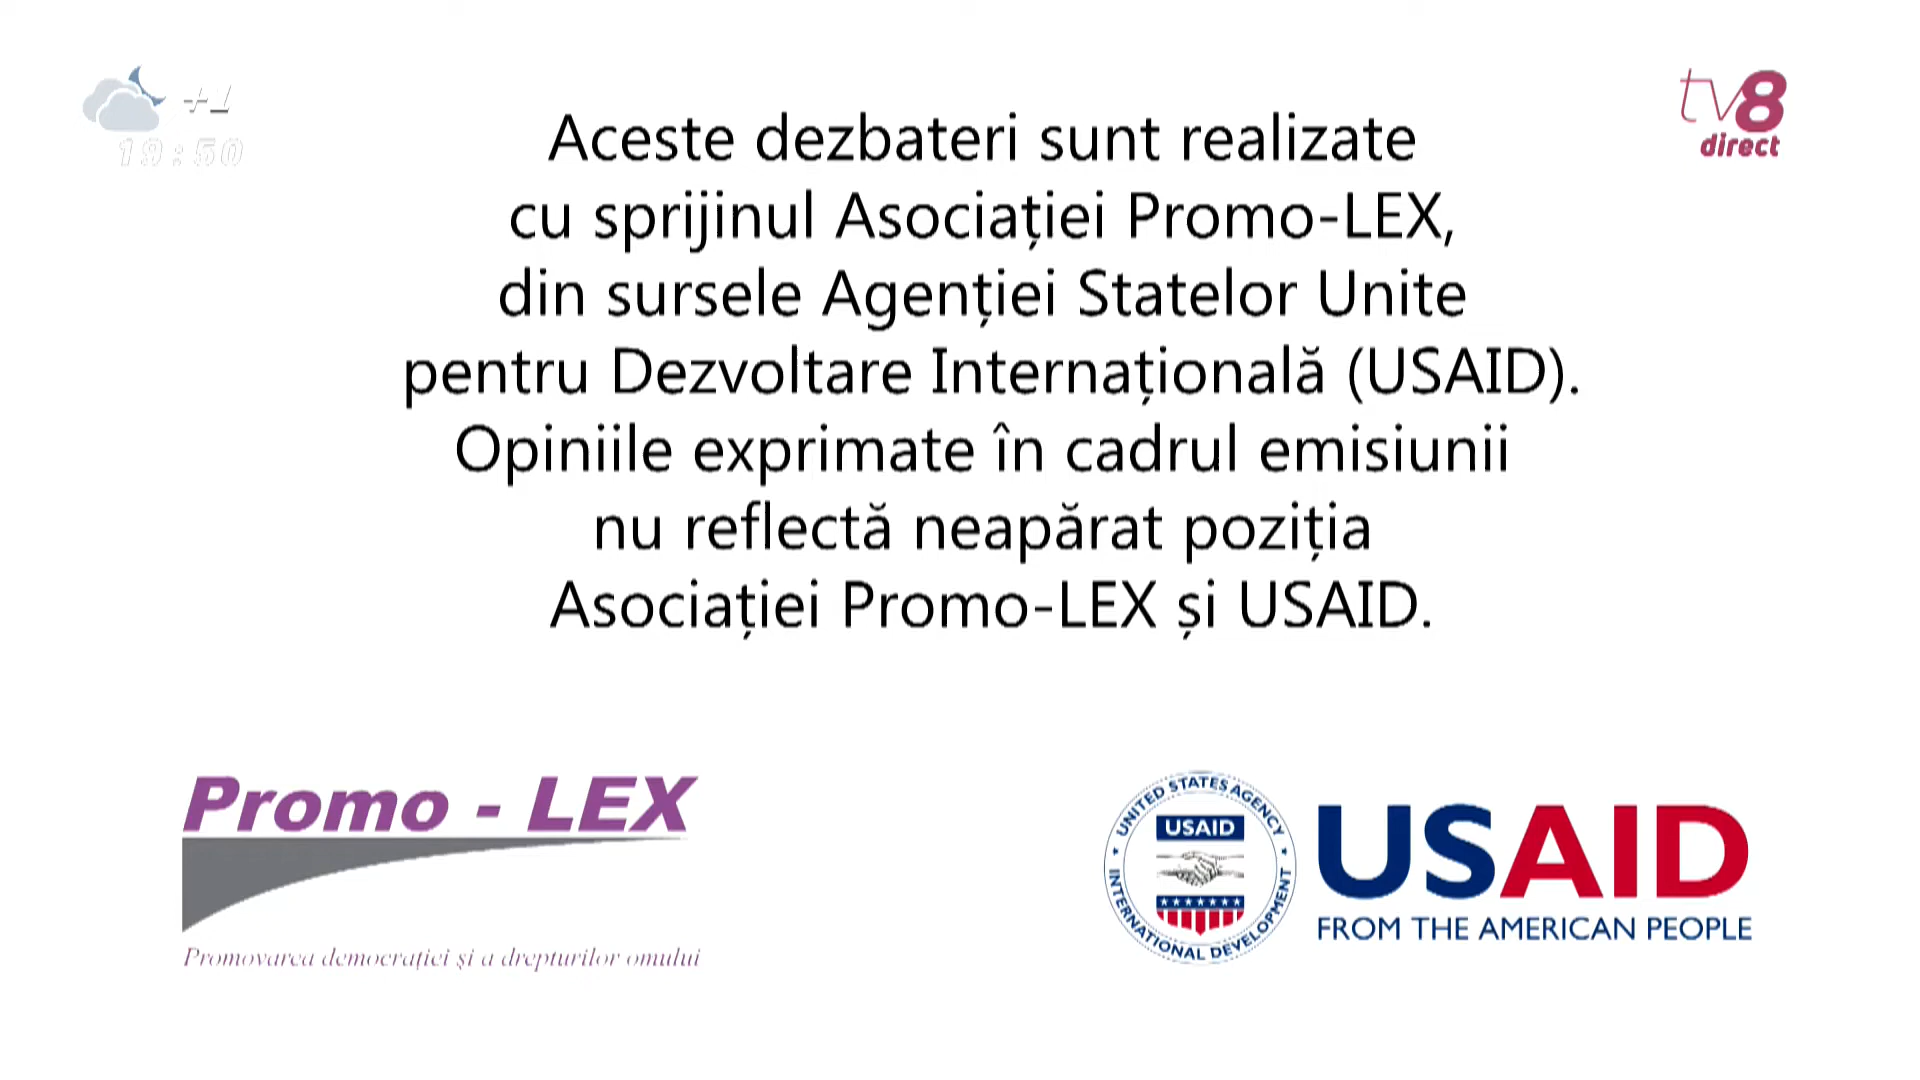 +1
19:50
tv8
direct
Aceste dezbateri sunt realizate
cu sprijinul Asociației Promo-LEX,
din sursele Agenției Statelor Unite
pentru Dezvoltare Internațională (USAID).
Opiniile exprimate în cadrul emisiunii
nu reflectă neapărat poziția
Asociației Promo-LEX și USAID.
Promo - LEX
Promovarea democrației și a drepturilor omului
UNITED STATES AGENCY
USAID
INTERNATIONAL DEVELOPMENT
USAID
FROM THE AMERICAN PEOPLE